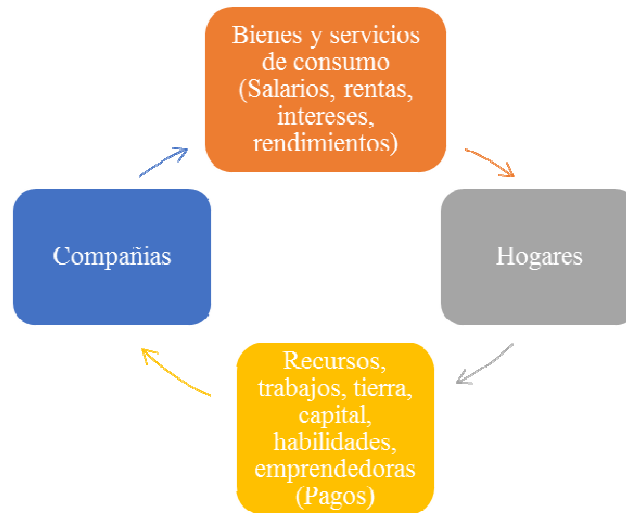 Bienes y servicios
de consumo
(Salarios, rentas,
intereses,
rendimientos)
Compañias
Hogares
Recursos,
trabajos, tierra,
capital,
habilidades,
emprendedoras
(Pagos)